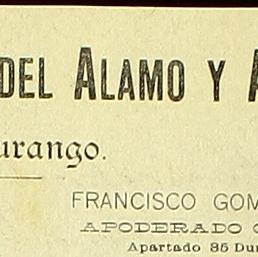 DEL ALAMO Y A
urango.
FRANCISCO GOM
APODERADO G
Apartado 35 Dur